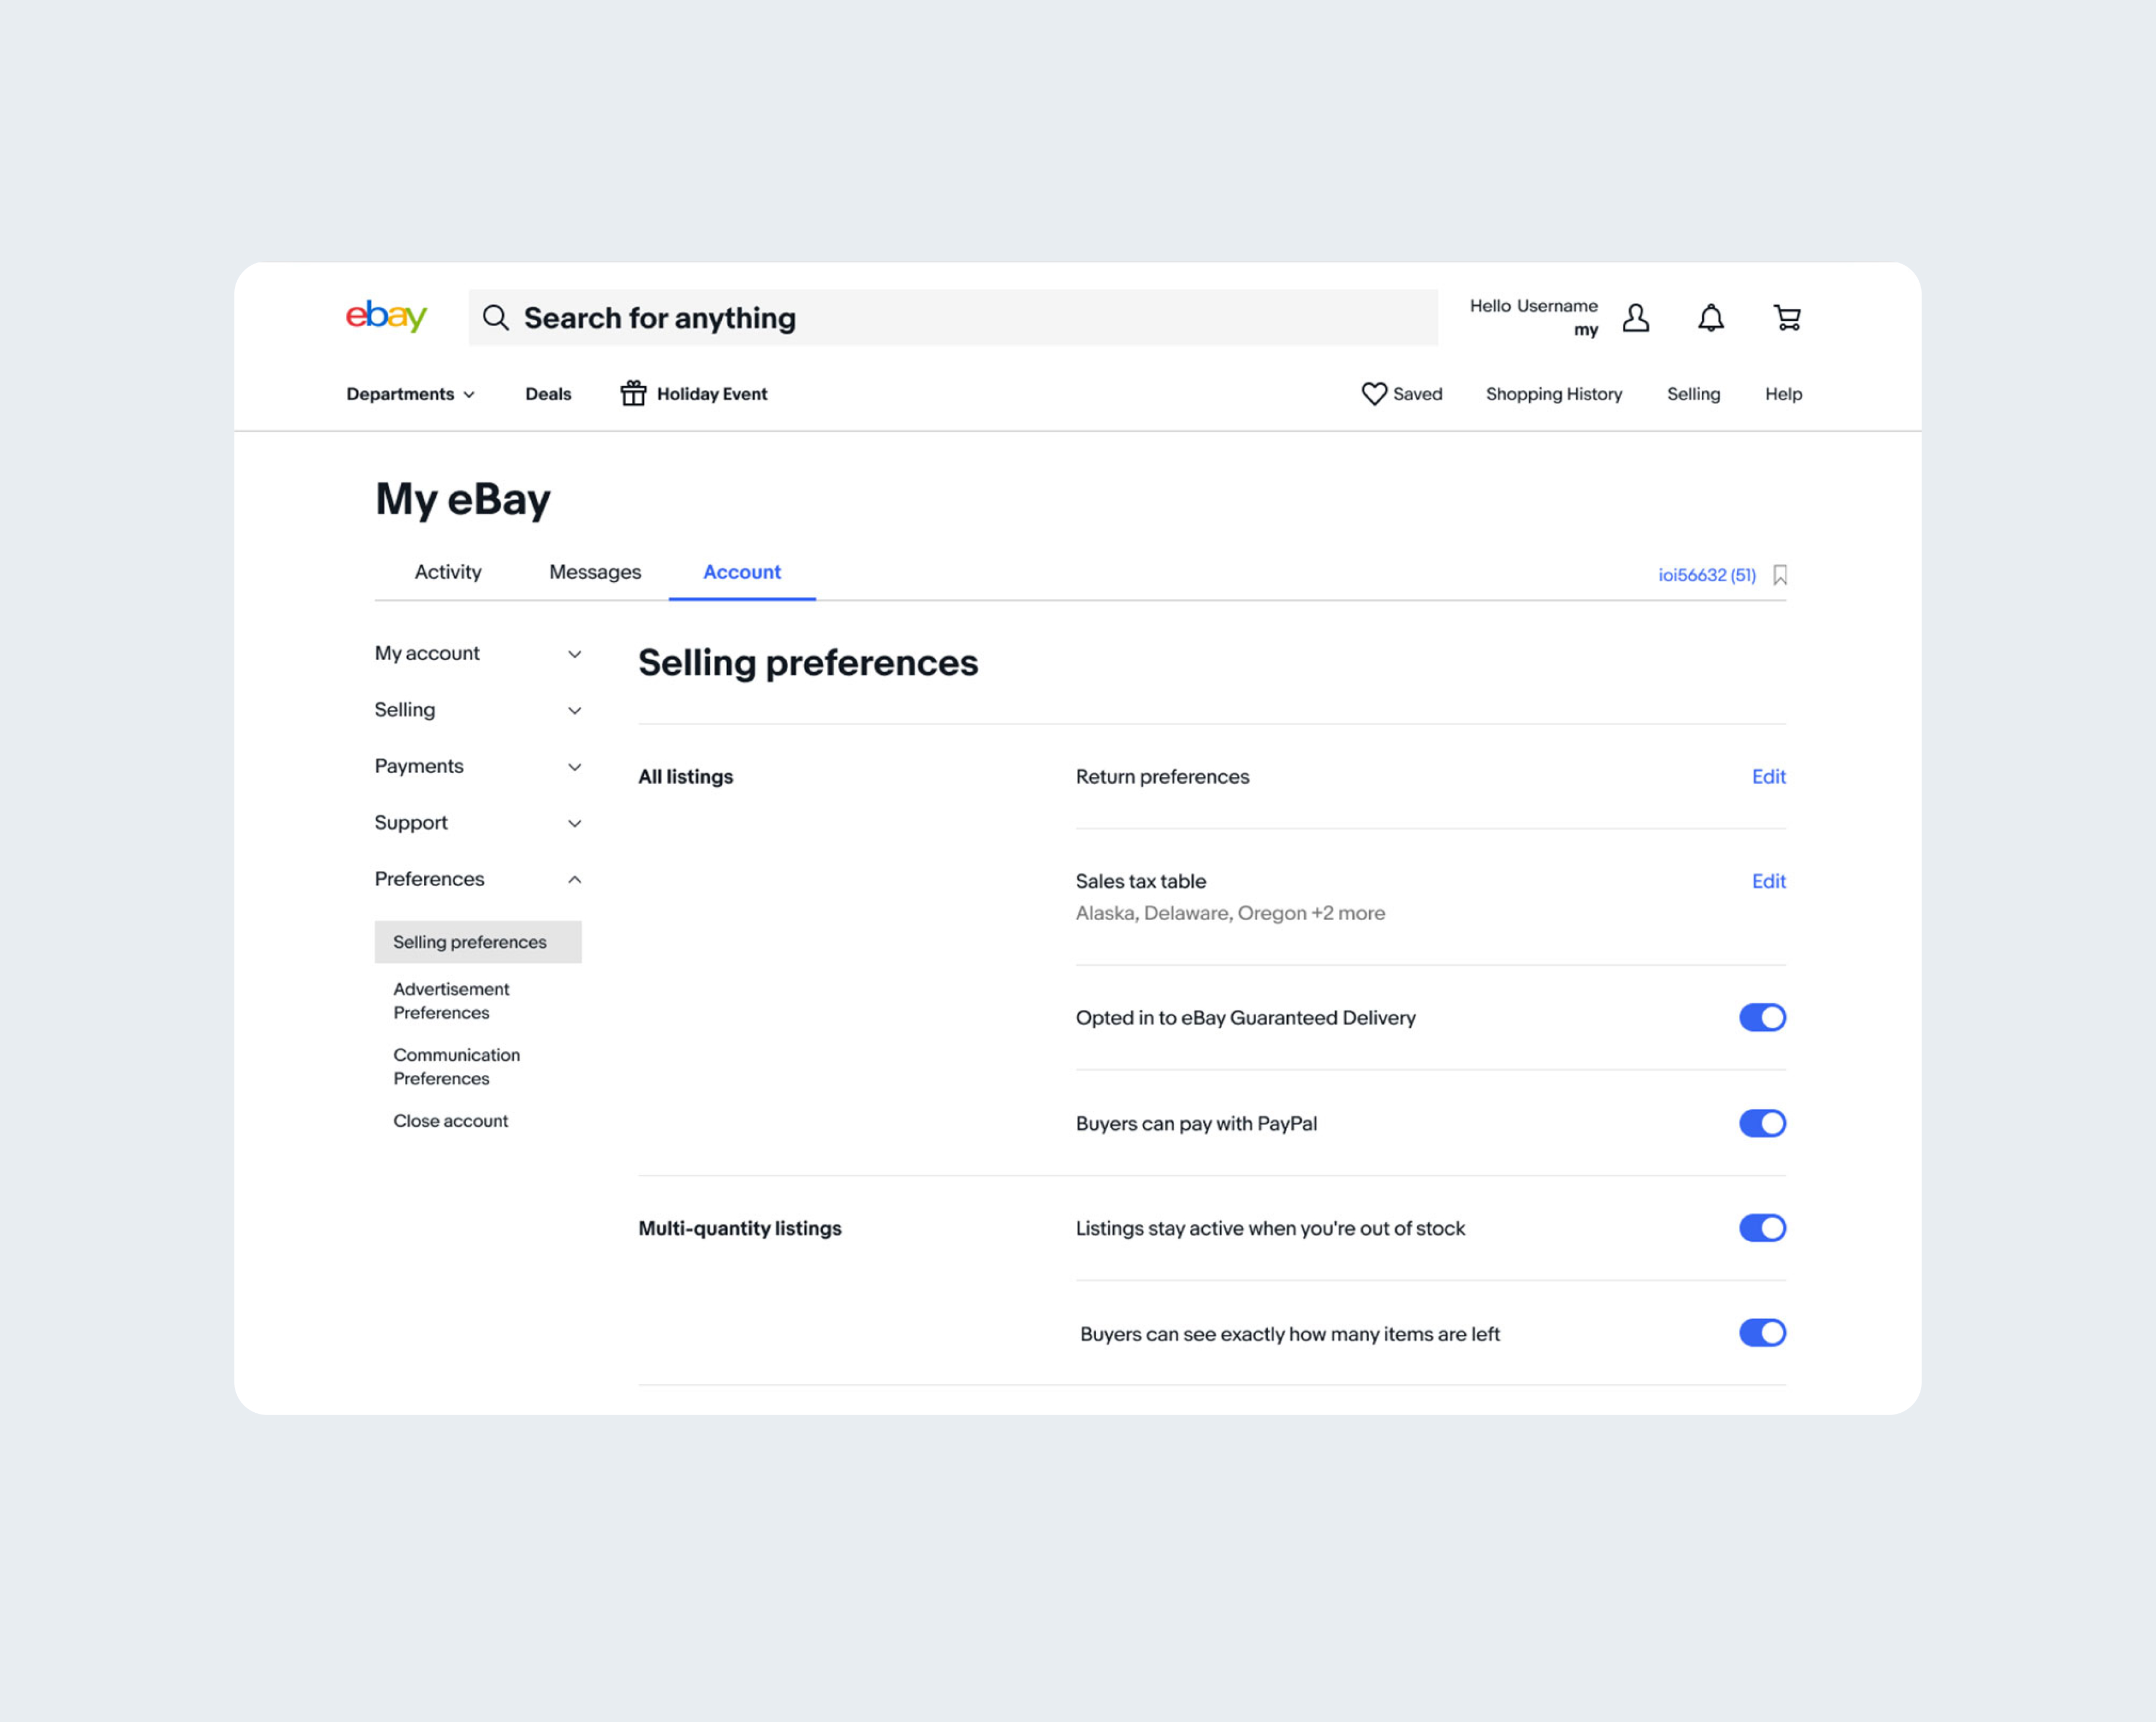 ebay
Search for anything
Hello Username
my
Departments
Deals
Holiday Event
Saved
Shopping History
Selling
Help
My eBay
Activity
Messages
Account
ioi56632 (51)
My account
Selling
Payments
Support
Preferences
Selling preferences
Advertisement
Preferences
Communication
Preferences
Close account
Selling preferences
All listings
Return preferences
Edit
Sales tax table
Edit
Alaska, Delaware, Oregon +2 more
Opted in to eBay Guaranteed Delivery
Buyers can pay with PayPal
Multi-quantity listings
Listings stay active when you're out of stock
Buyers can see exactly how many items are left